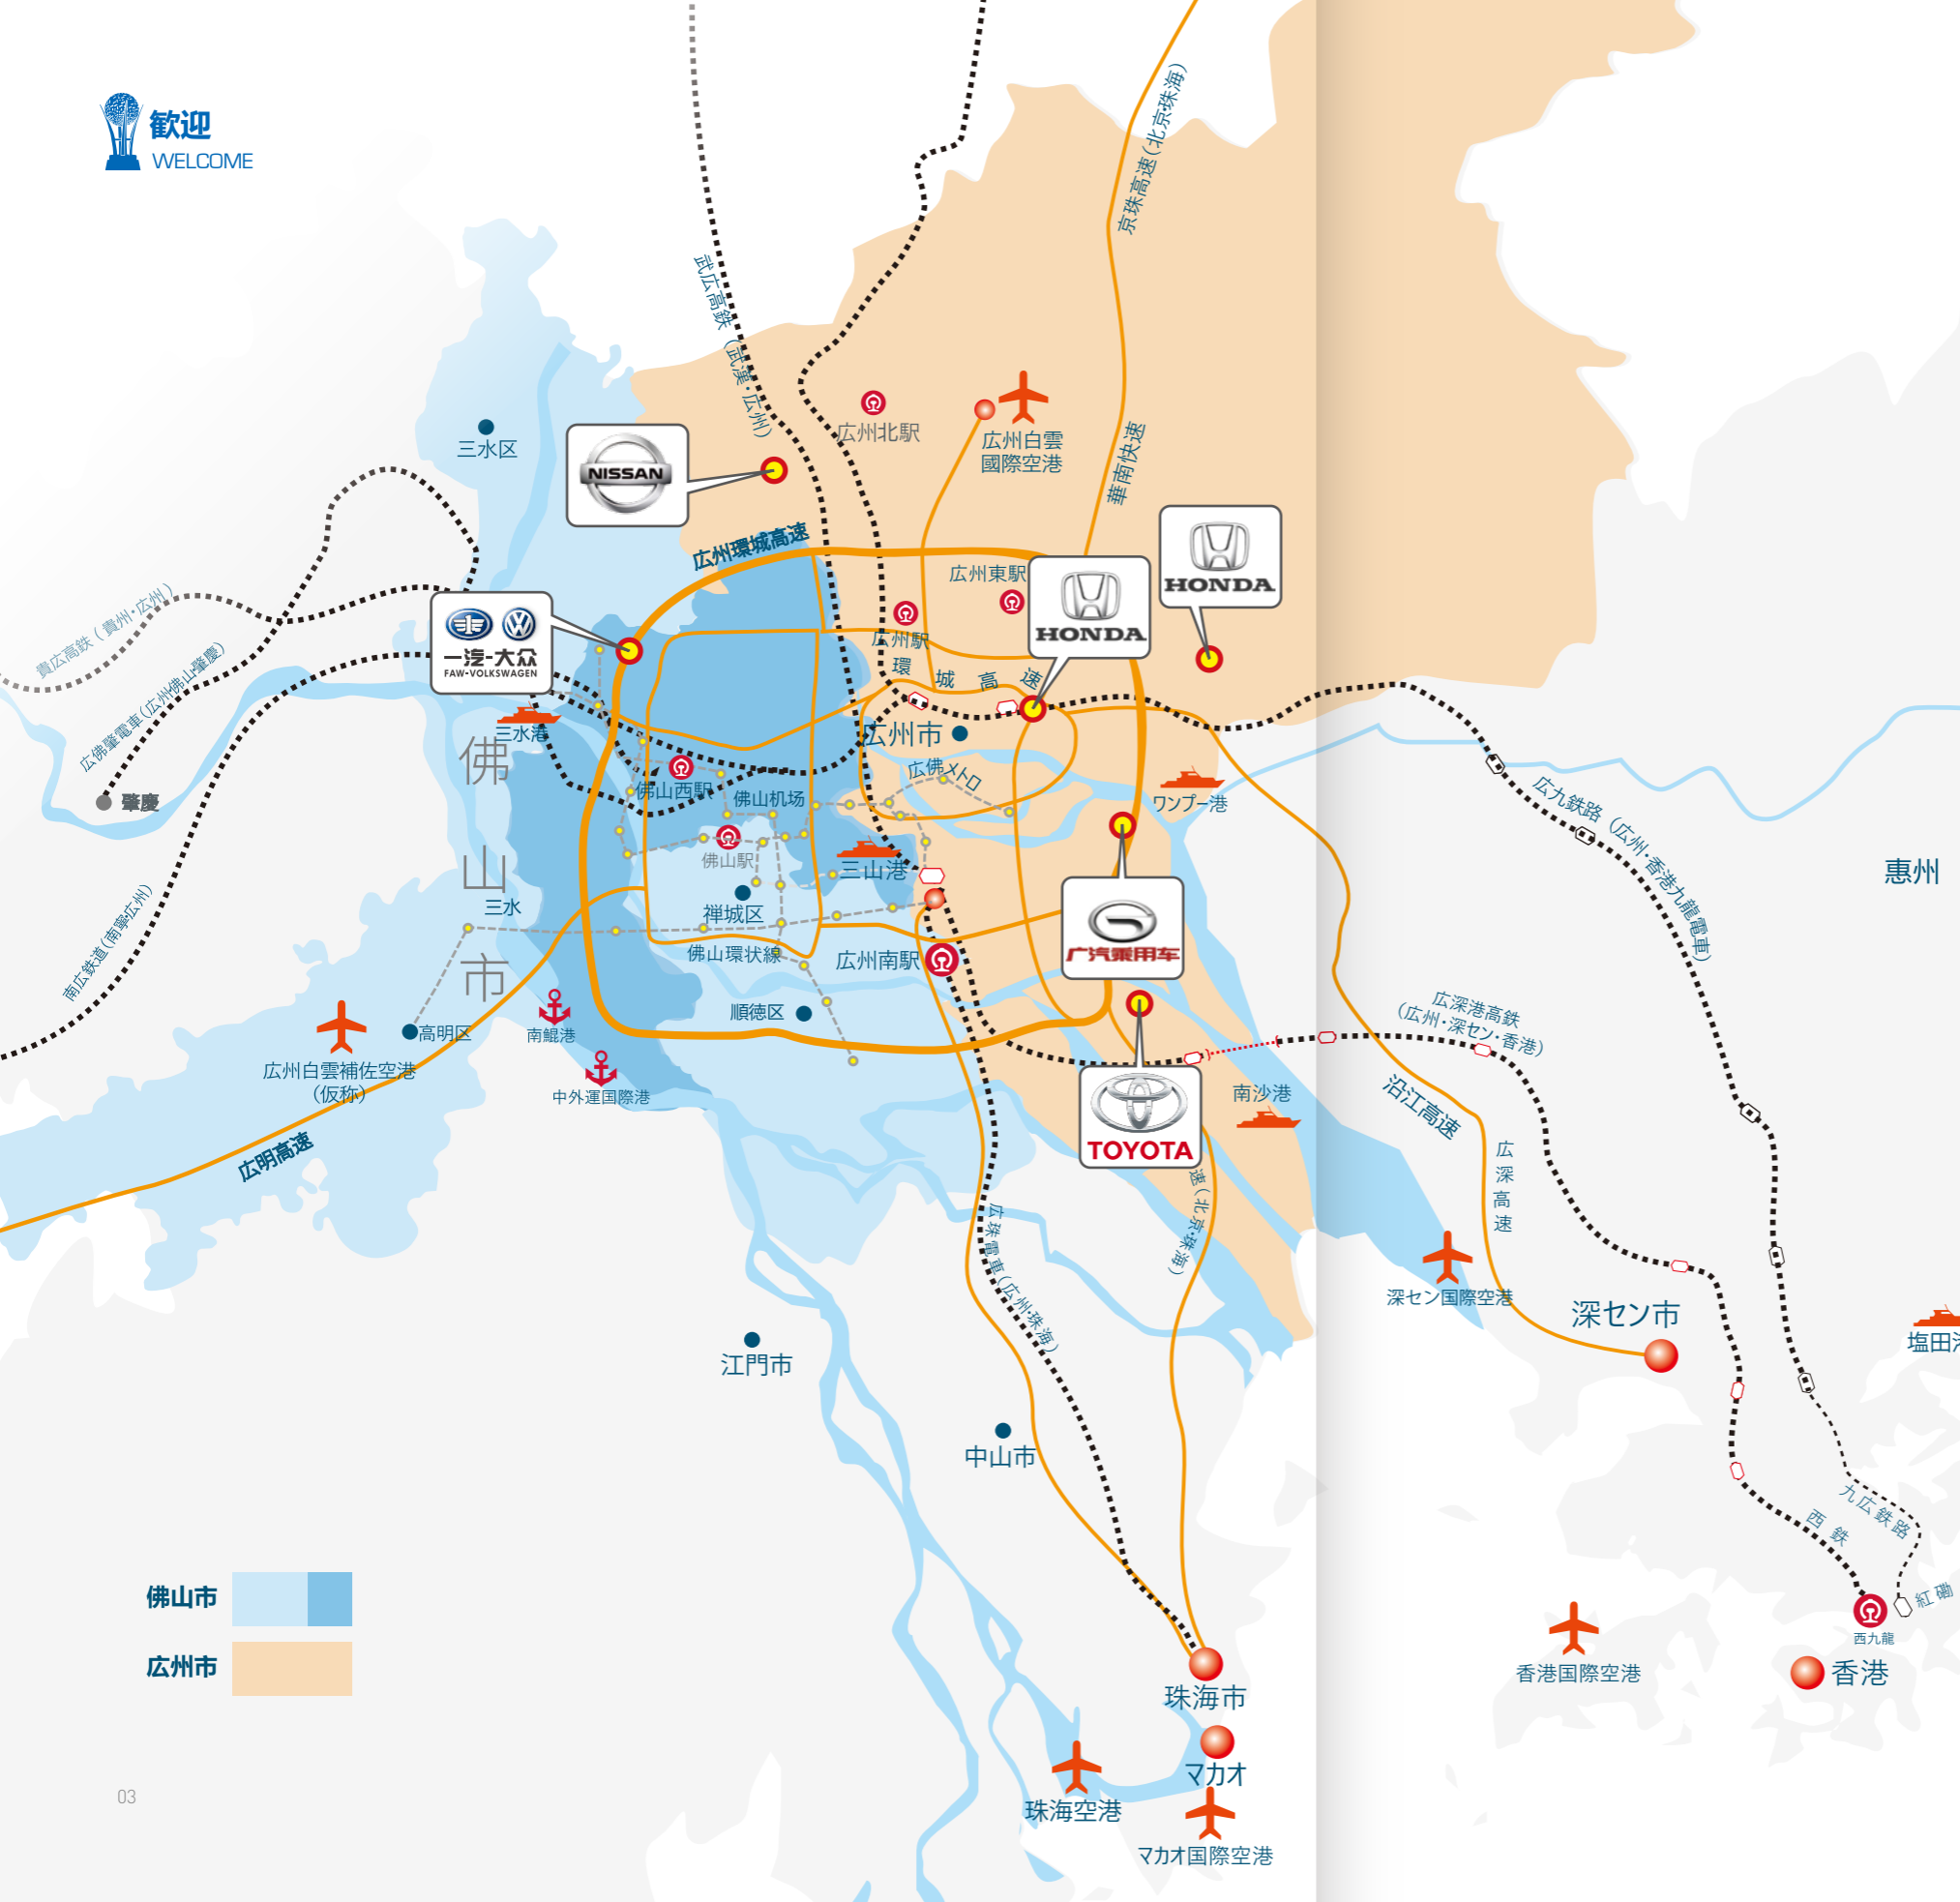 歓迎
WELCOME
武広高鉄（武漢・広州）
京珠高速（北京・珠海）
三水区
NISSAN
広州北駅
広州白雲
國際空港
華南快速
広州環城高速
広州東駅
HONDA
HONDA
広州駅
環城高速
貴広高鉄（貴州・広州）
広佛肇電車（広州佛山肇慶）
一汽-大众
FAW-VOLKSWAGEN
三水港
佛山市
肇慶
広州市
広佛メトロ
佛山西駅
佛山机场
佛山駅
三山港
ワンプー港
広九鉄路（広州・香港九龍電車）
惠州
三水
禅城区
南広鉄道（南寧・広州）
佛山環状線
広州南駅
广汽乘用车
順徳区
高明区
南鯤港
広州白雲補佐空港
（仮称）
中外運国際港
広深港高鉄
（広州・深セン・香港）
TOYOTA
南沙港
沿江高速
広深高速
広明高速
速（北京・珠海）
広珠電車（広州・珠海）
深セン国際空港
深セン市
江門市
中山市
九広鉄路
西鉄
紅磡
西九龍
香港国際空港
香港
佛山市
広州市
珠海市
マカオ
珠海空港
マカオ国際空港
03